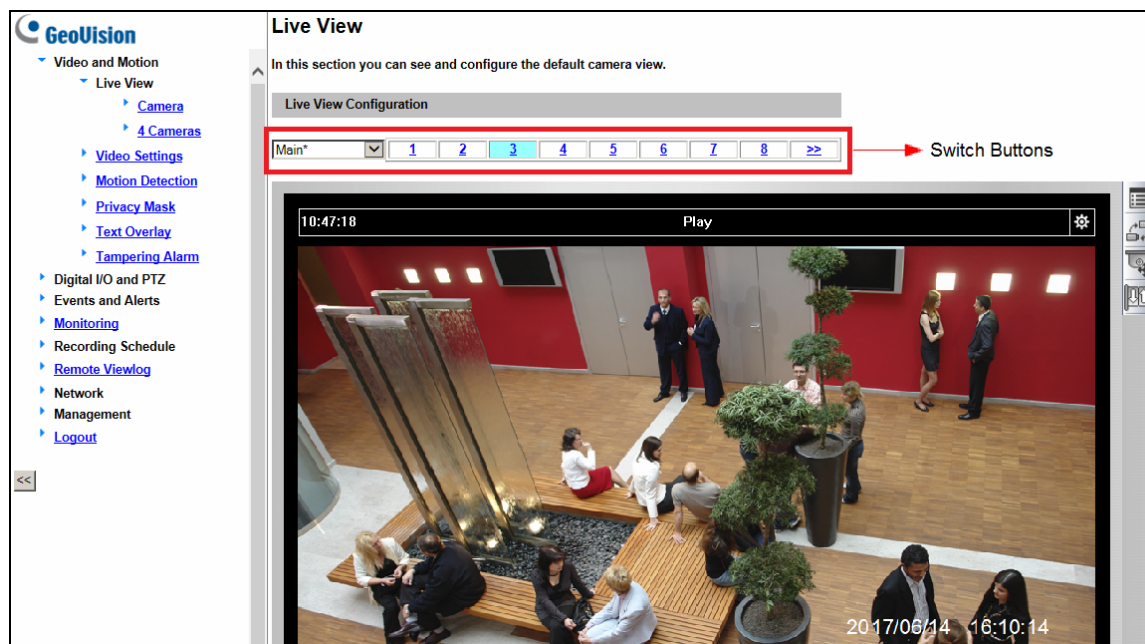 GeoVision
Video and Motion
Live View
Camera
4 Cameras
Video Settings
Motion Detection
Privacy Mask
Text Overlay
Tampering Alarm
Digital I/O and PTZ
Events and Alerts
Monitoring
Recording Schedule
Remote Viewlog
Network
Management
Logout
<<
Live View
In this section you can see and configure the default camera view.
Live View Configuration
Main* 1 2 3 4 5 6 7 8 >>
Switch Buttons
10:47:18 Play
2017/06/14 16:10:14